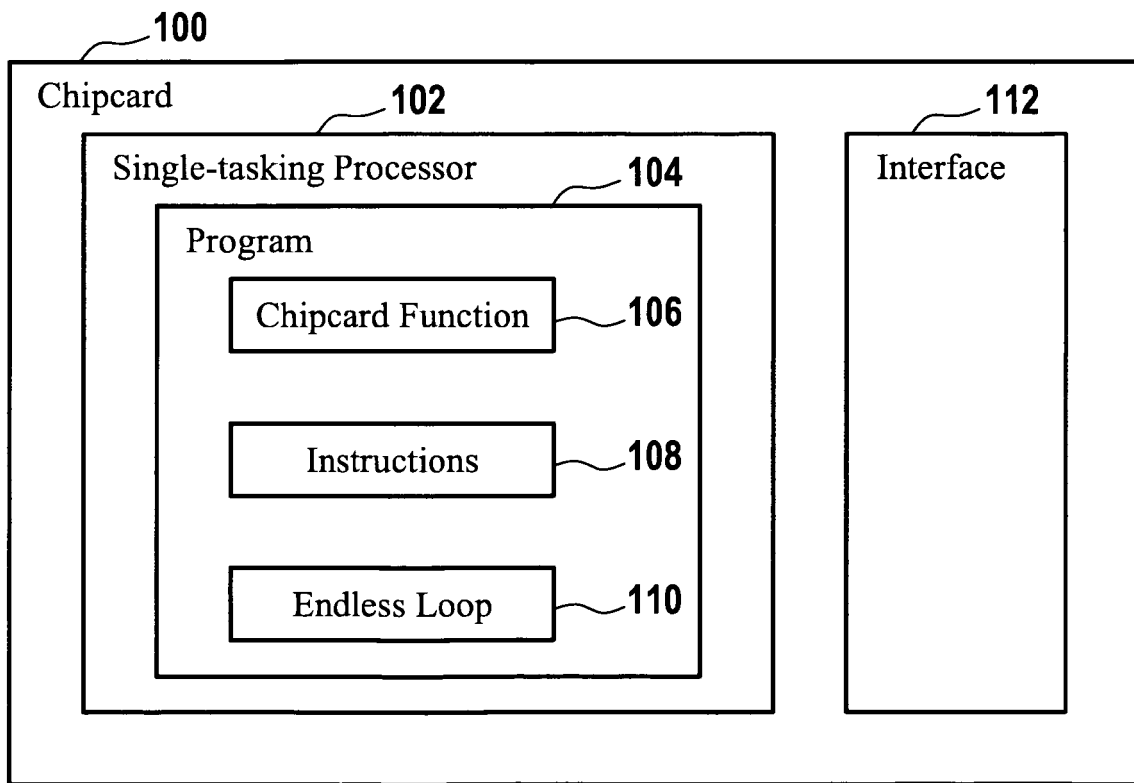 100
Chipcard
102
112
Single-tasking Processor
Interface
104
Program
Chipcard Function
106
Instructions
108
Endless Loop
110